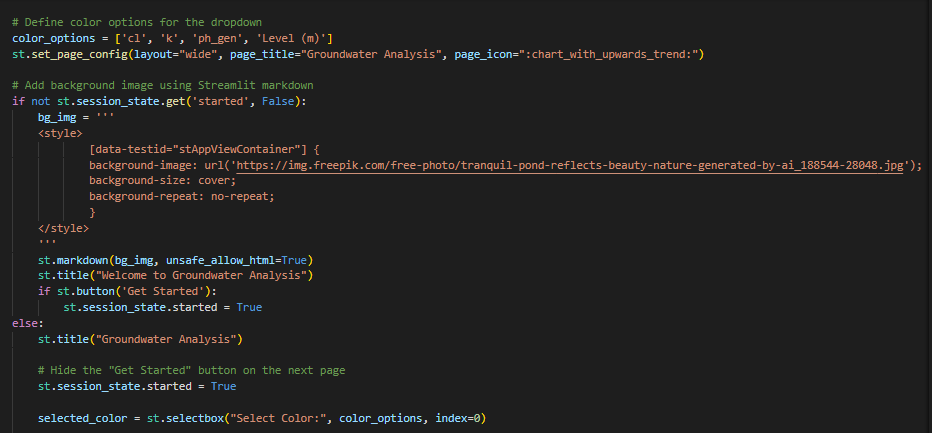 # Define color options for the dropdown
color_options = ['cl', 'k', 'ph_gen', 'Level (m)']
st.set_page_config(layout="wide", page_title="Groundwater Analysis", page_icon=":chart_with_upwards_trend:")
# Add background image using Streamlit markdown
if not st.session_state.get('started', False):
bg_img = '''
<style>
[data-testid="stAppViewContainer"] {
background-image: url('https://img.freepik.com/free-photo/tranquil-pond-reflects-beauty-nature-generated-by-ai_188544-28048.jpg');
background-size: cover;
background-repeat: no-repeat;
}
</style>
'''
st.markdown(bg_img, unsafe_allow_html=True)
st.title("Welcome to Groundwater Analysis")
if st.button('Get Started'):
st.session_state.started = True
else:
st.title("Groundwater Analysis")
# Hide the "Get Started" button on the next page
st.session_state.started = True
selected_color = st.selectbox("Select Color:", color_options, index=0)